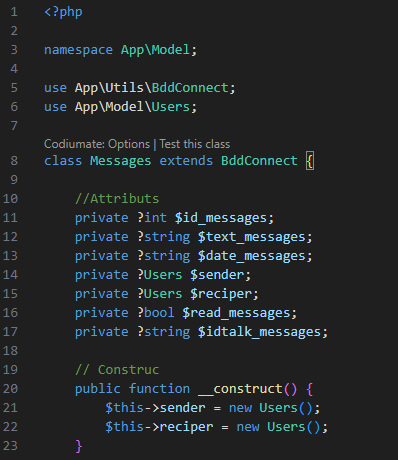 1 <?php
2
3 namespace App\Model;
4
5 use App\Utils\BddConnect;
6 use App\Model\Users;
7
Codiumate: Options | Test this class
8 class Messages extends BddConnect {
9
10 //Attributs
11 private ?int $id_messages;
12 private ?string $text_messages;
13 private ?string $date_messages;
14 private ?Users $sender;
15 private ?Users $reciper;
16 private ?bool $read_messages;
17 private ?string $idtalk_messages;
18
19 // Construc
20 public function __construct() {
21 $this->sender = new Users();
22 $this->reciper = new Users();
23 }